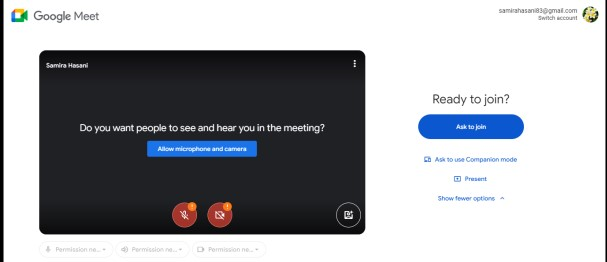 Google Meet
samirahasani83@gmail.com
Switch account
Samira Hasani
Do you want people to see and hear you in the meeting?
Allow microphone and camera
Ready to join?
Ask to join
Ask to use Companion mode
Present
Show fewer options
Permission ne...
Permission ne...
Permission ne...